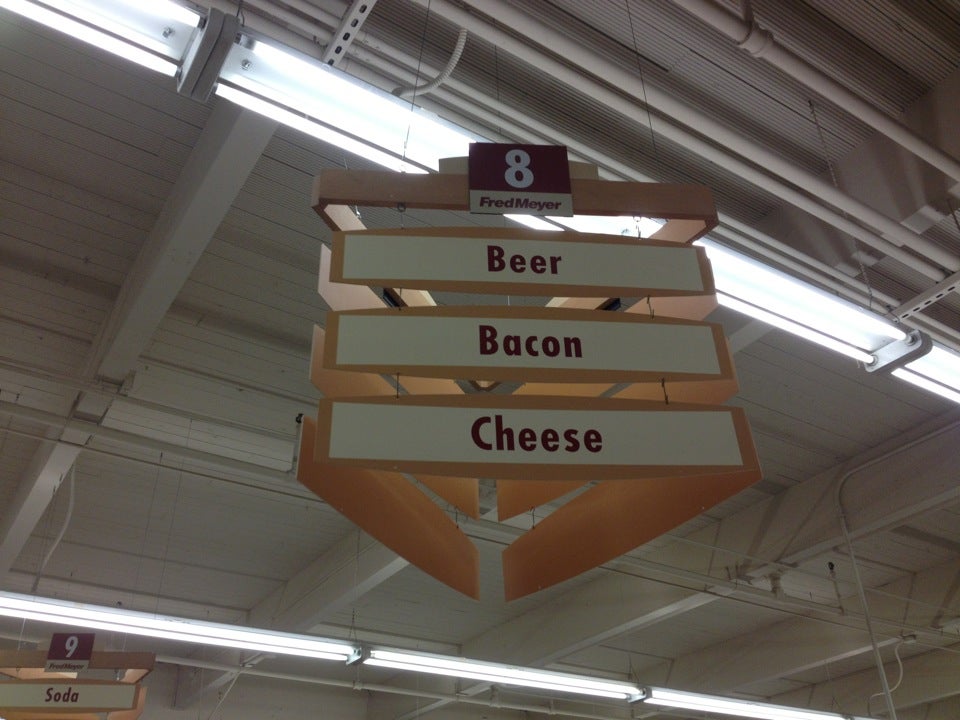 8
FredMeyer
Beer
Bacon
Cheese
9
FredMeyer
Soda